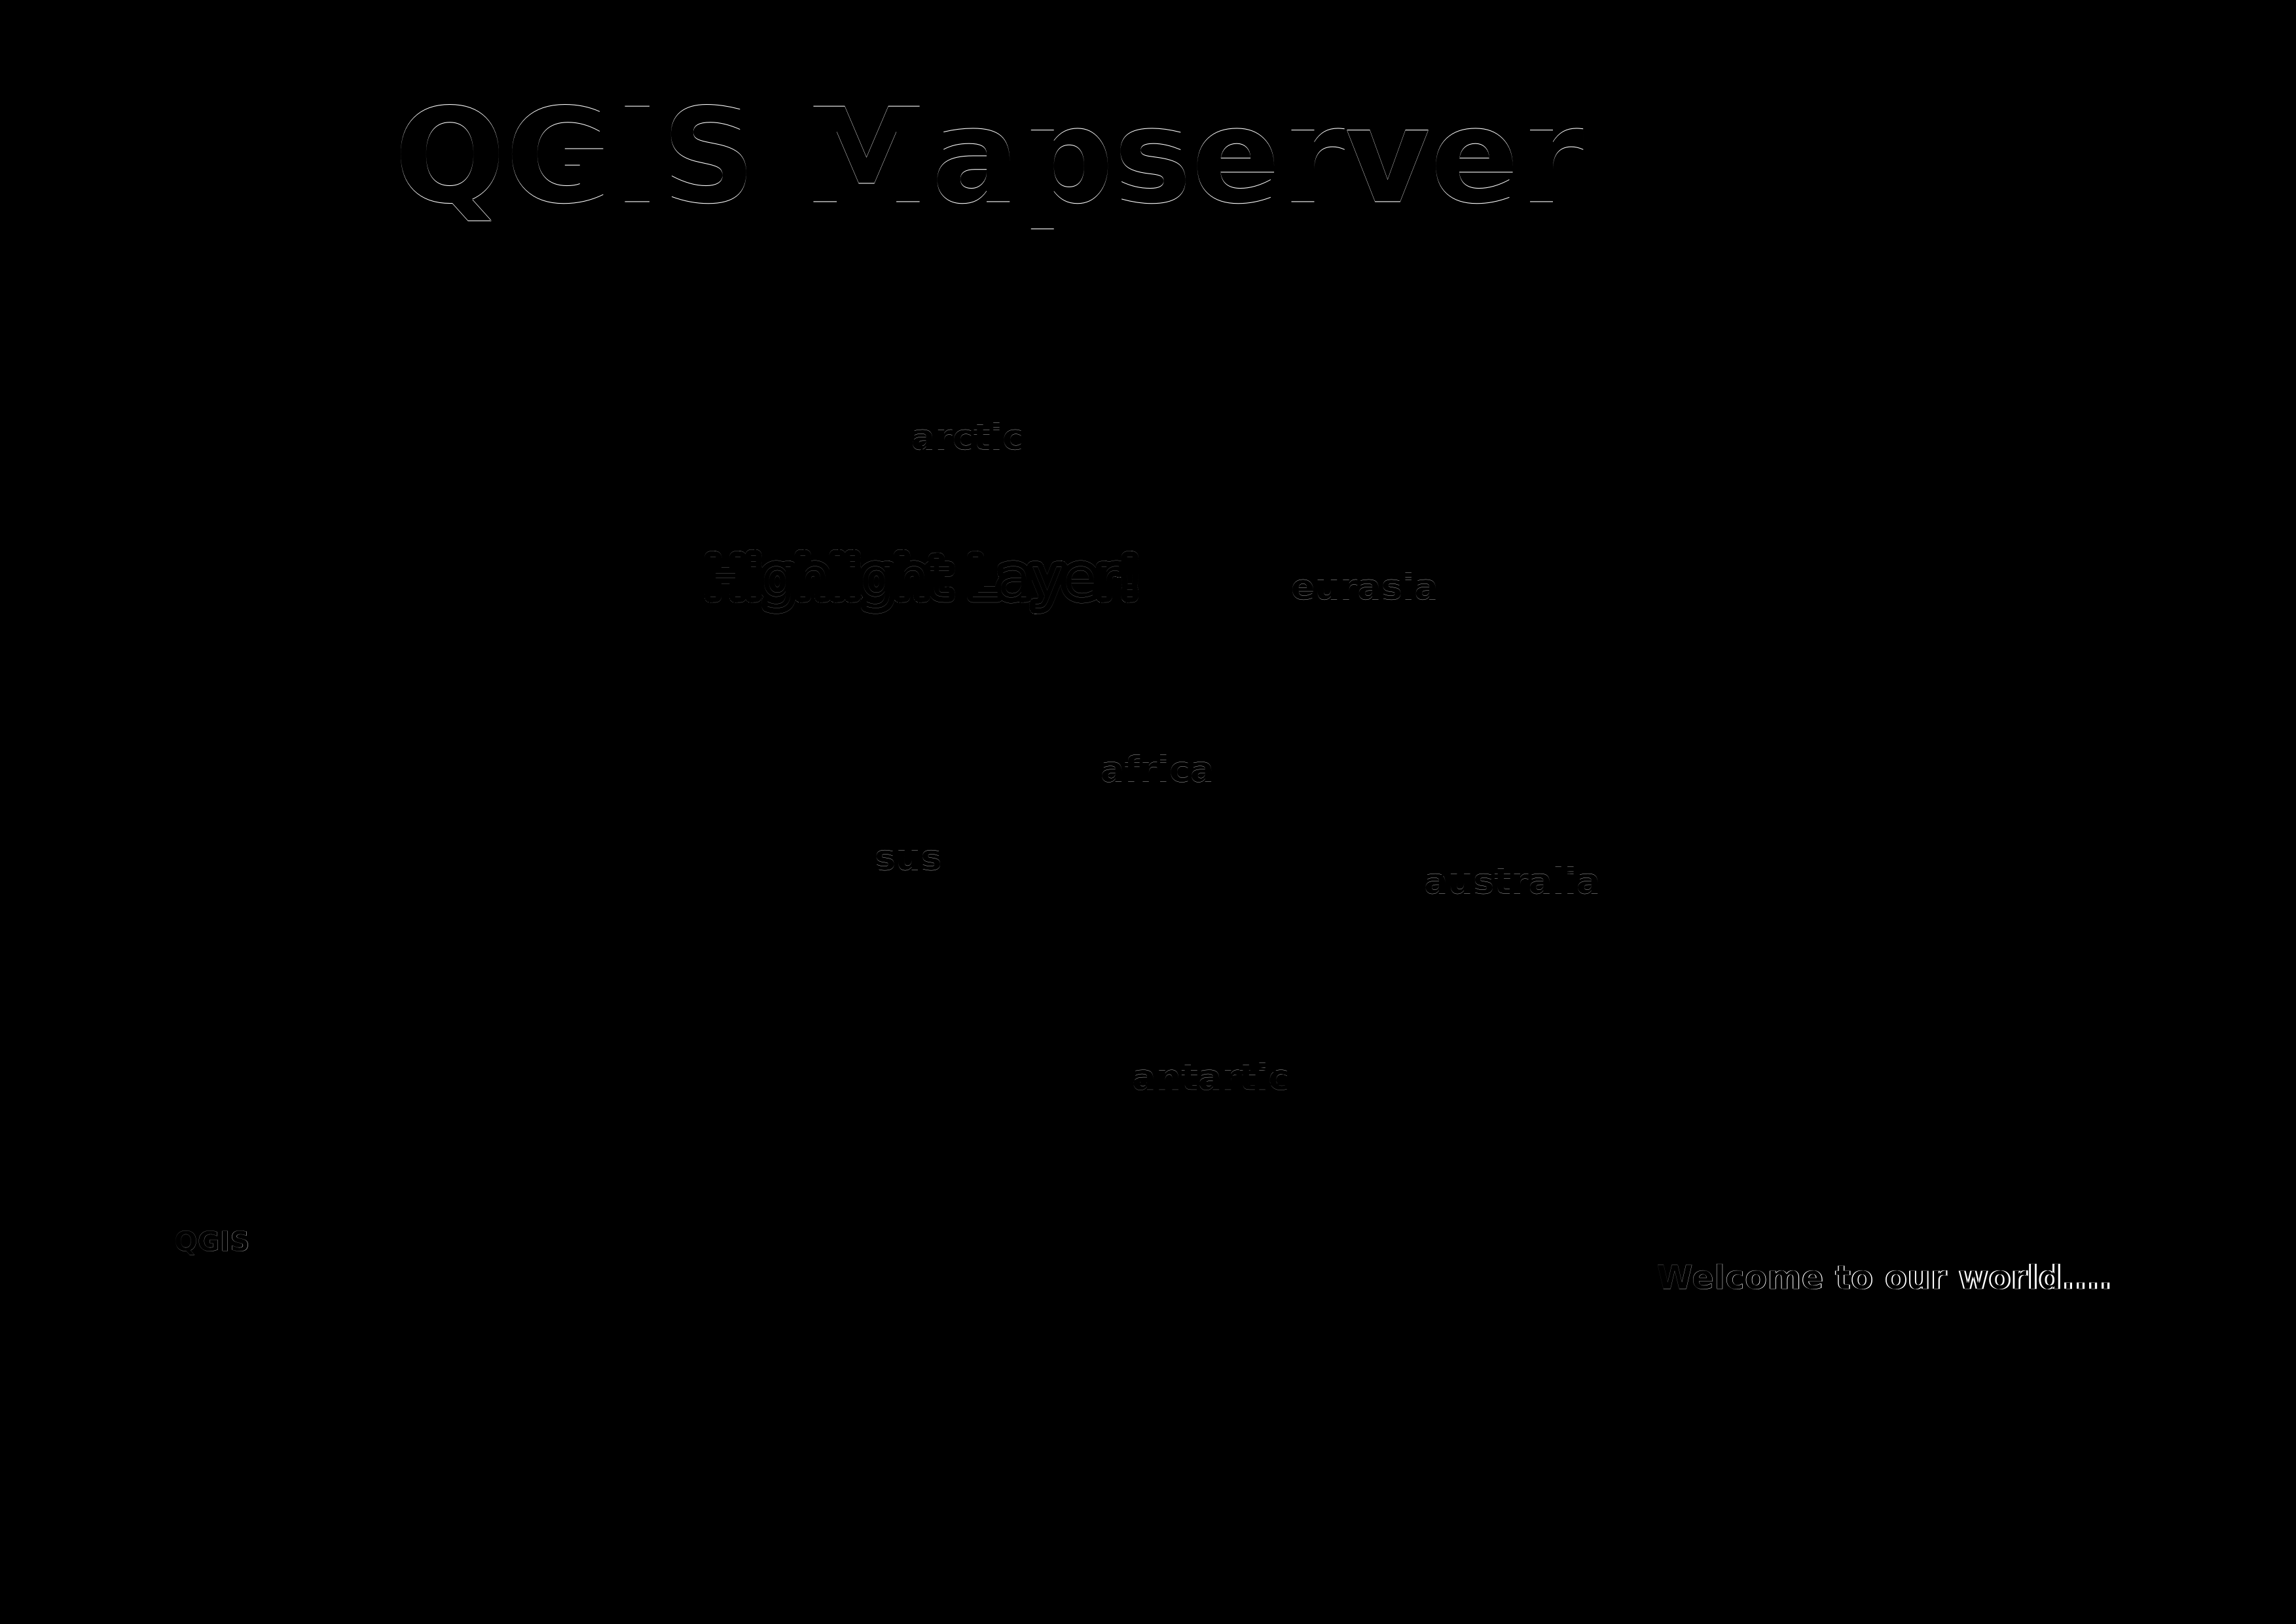 QGIS Mapserver
arctic
Highlight Layer!
eurasia
africa
sus
australia
antartic
QGIS
Welcome to our world.....